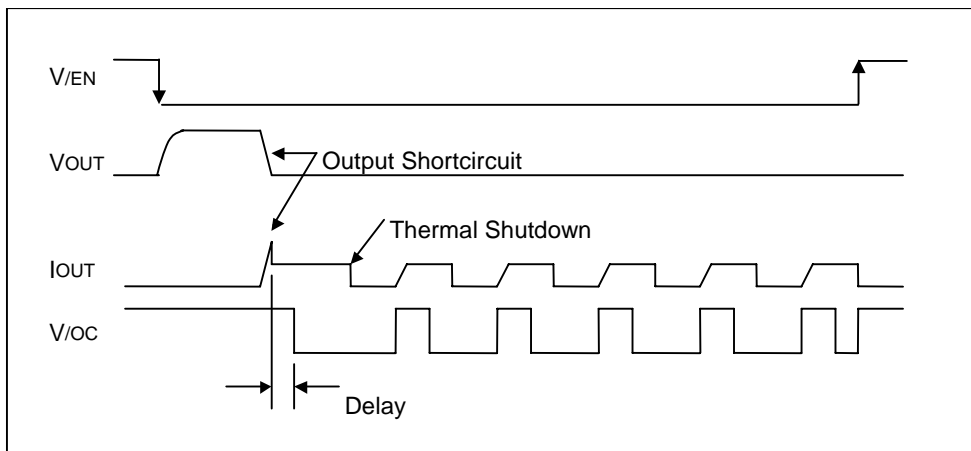 V/EN
VOUT
Output Shortcircuit
Thermal Shutdown
IOUT
V/OC
Delay